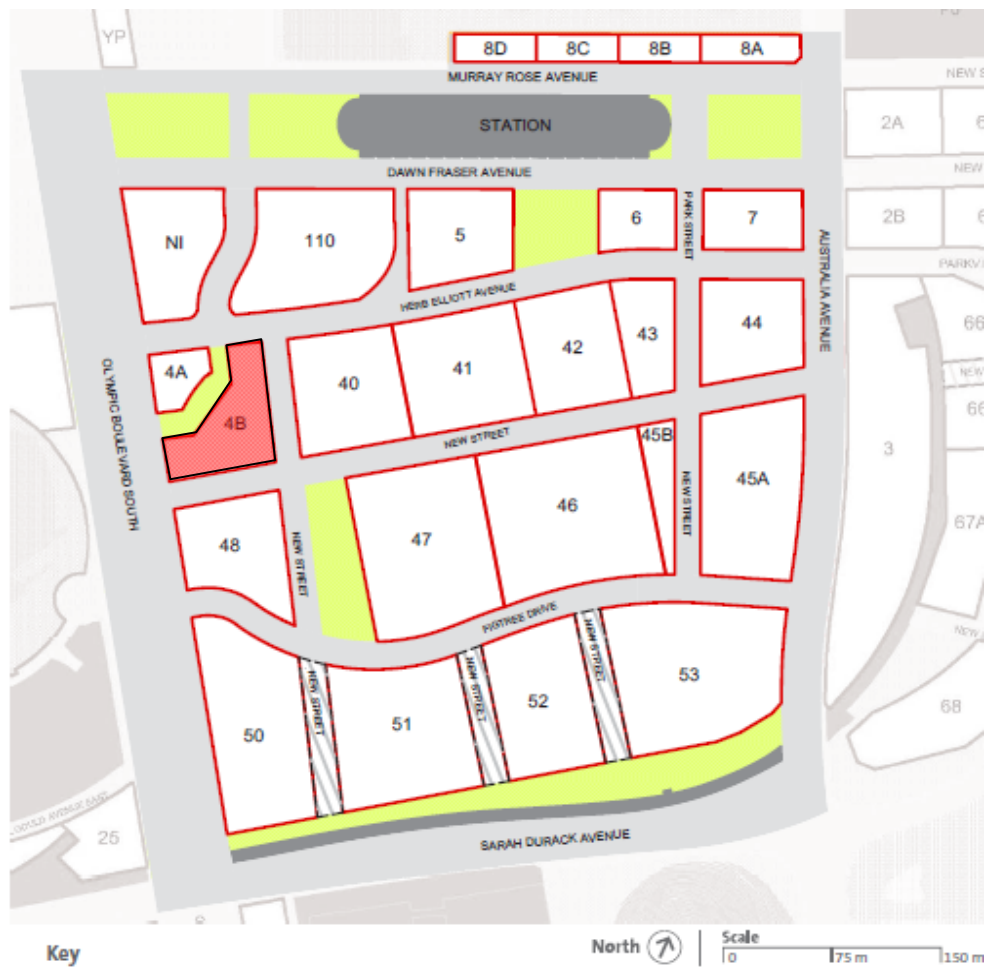 YP
8D 8C 8B 8A
MURRAY ROSE AVENUE
STATION
DAWN FRASER AVENUE
2A
NEW
NI
110
5
6
PARK STREET
7
2B
AUSTRALIA AVENUE
HERB ELLIOTT AVENUE
4A
OLYMPIC BOULEVARD SOUTH
4B
40
41
42
43
44
66
NEW STREET
45B
NEW STREET
45A
3
66
67A
48
NEW STREET
47
46
FIGTREE DRIVE
50
NEW STREET
51
NEW STREET
52
NEW STREET
53
68
25
SARAH DURACK AVENUE
Key
North
Scale
0 75 m 150 m